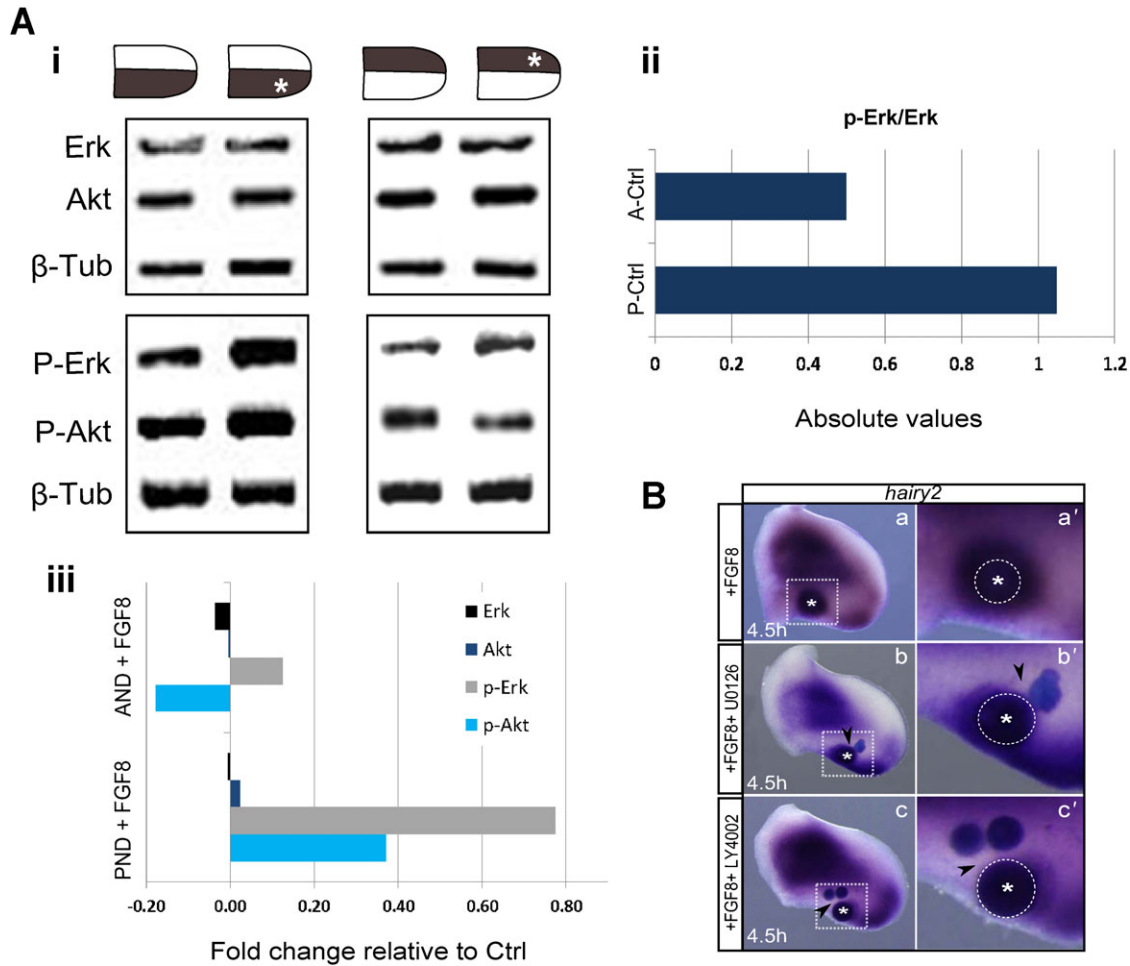 A
i
*
*
Erk
Akt
β-Tub
P-Erk
P-Akt
β-Tub
ii
p-Erk/Erk
A-Ctrl
P-Ctrl
0 0.2 0.4 0.6 0.8 1 1.2
Absolute values
iii
AND + FGF8
PND + FGF8
Erk
Akt
p-Erk
p-Akt
-0.20 0.00 0.20 0.40 0.60 0.80
Fold change relative to Ctrl
B
hairy2
+FGF8
a
*
4.5h
a'
*
+FGF8+ U0126
b
*
4.5h
b'
*
+FGF8+ LY4002
c
*
4.5h
c'
*